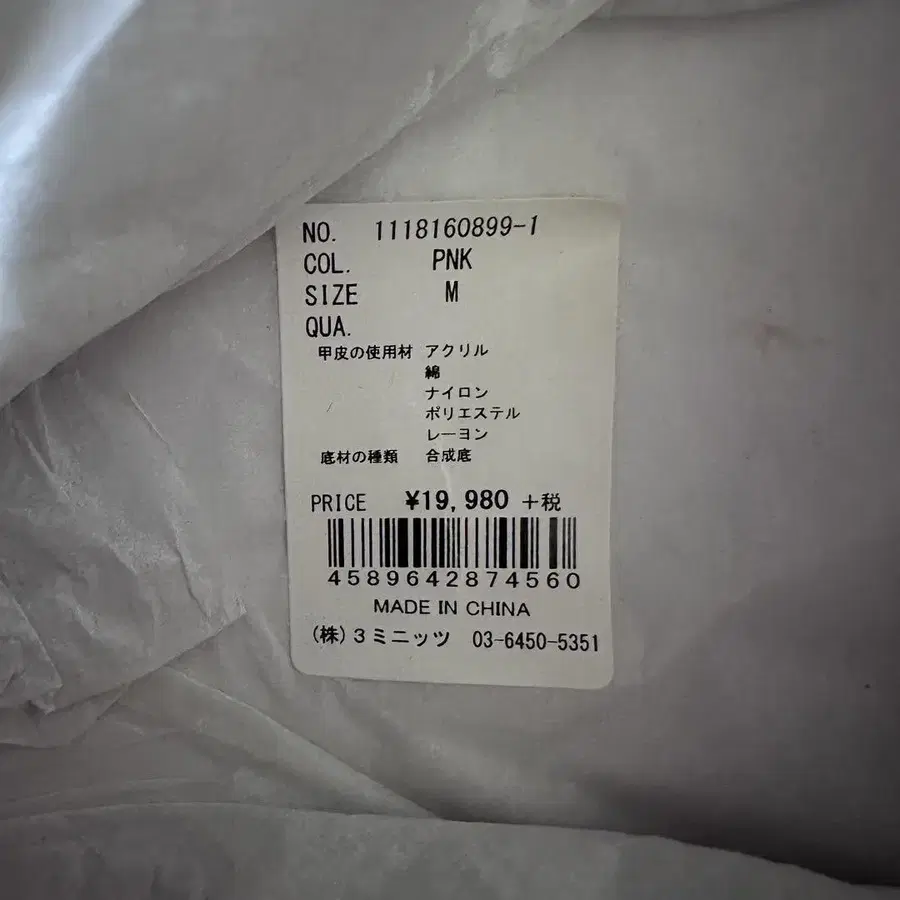 NO. 1118160899-1
COL. PNK
SIZE M
QUA.
甲皮の使用材 アクリル
綿
ナイロン
ポリエステル
レーヨン
底材の種類 合成底
PRICE ¥19,980 +税
4589642874560
MADE IN CHINA
(株)3ミニッツ 03-6450-5351